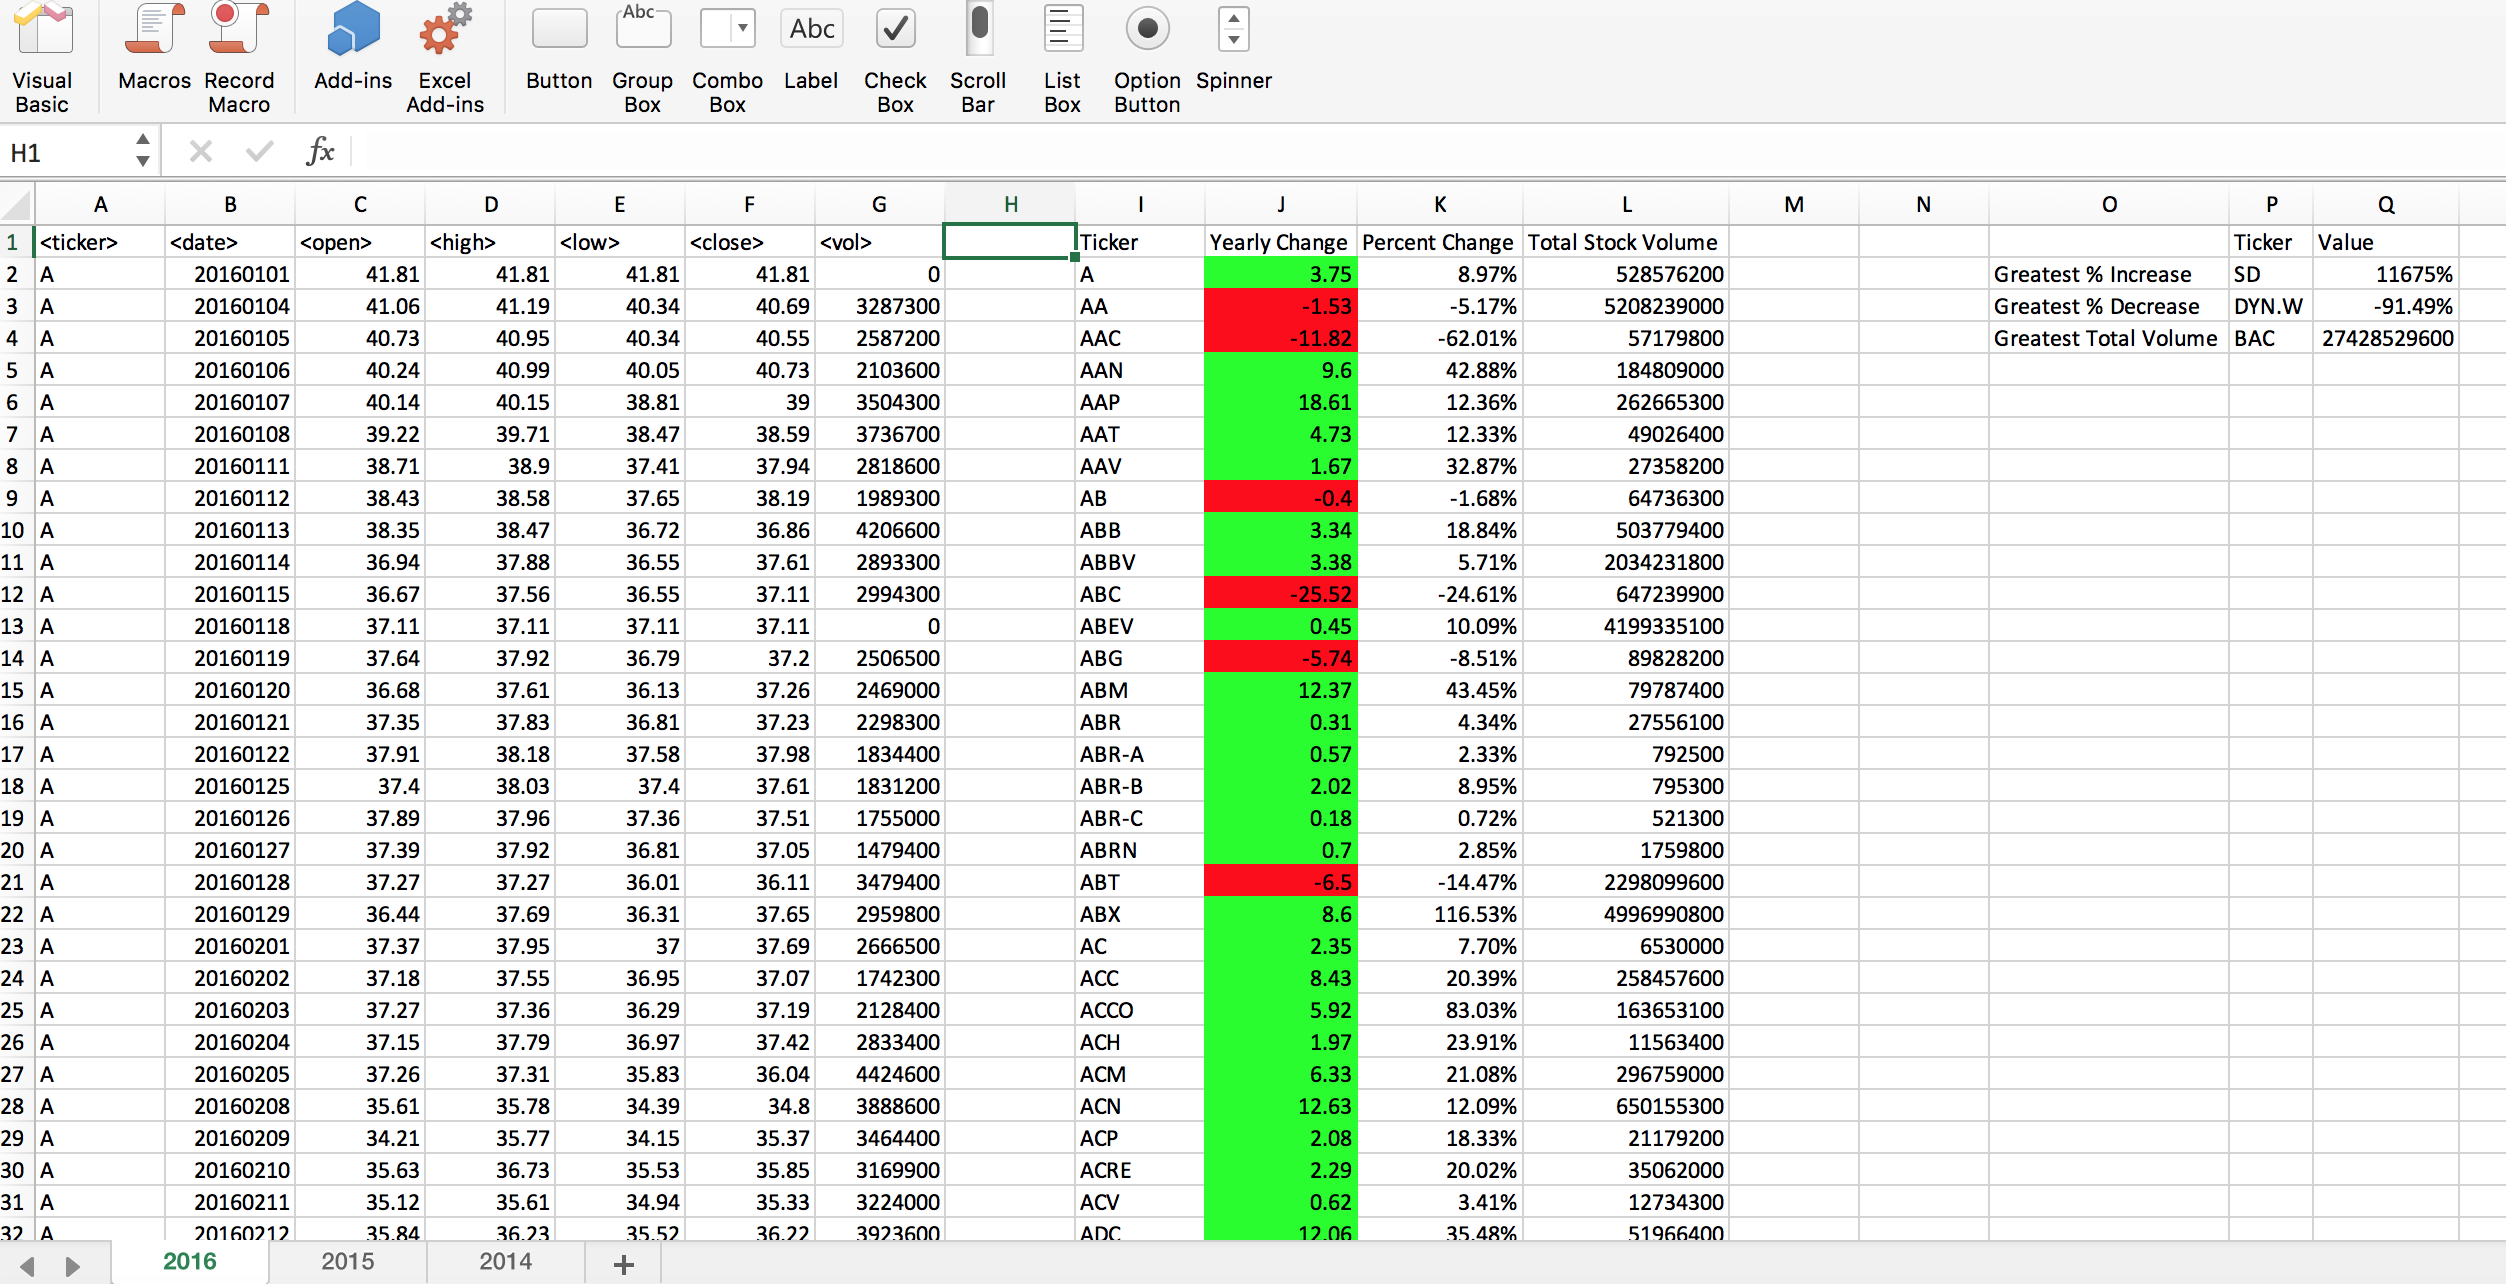 Visual Basic Macros Record Macro Add-ins Excel Add-ins Button Abc Group Box Combo Box Abc Label Check Box Scroll Bar List Box Option Button Spinner
H1 fx
A B C D E F G H I J K L M N O P Q
1 <ticker> <date> <open> <high> <low> <close> <vol> Ticker Yearly Change Percent Change Total Stock Volume Ticker Value
2 A 20160101 41.81 41.81 41.81 41.81 0 A 3.75 8.97% 528576200 Greatest % Increase SD 11675%
3 A 20160104 41.06 41.19 40.34 40.69 3287300 AA -1.53 -5.17% 5208239000 Greatest % Decrease DYN.W -91.49%
4 A 20160105 40.73 40.95 40.34 40.55 2587200 AAC -11.82 -62.01% 57179800 Greatest Total Volume BAC 27428529600
5 A 20160106 40.24 40.99 40.05 40.73 2103600 AAN 9.6 42.88% 184809000
6 A 20160107 40.14 40.15 38.81 39 3504300 AAP 18.61 12.36% 262665300
7 A 20160108 39.22 39.71 38.47 38.59 3736700 AAT 4.73 12.33% 49026400
8 A 20160111 38.71 38.9 37.41 37.94 2818600 AAV 1.67 32.87% 27358200
9 A 20160112 38.43 38.58 37.65 38.19 1989300 AB -0.4 -1.68% 64736300
10 A 20160113 38.35 38.47 36.72 36.86 4206600 ABB 3.34 18.84% 503779400
11 A 20160114 36.94 37.88 36.55 37.61 2893300 ABBV 3.38 5.71% 2034231800
12 A 20160115 36.67 37.56 36.55 37.11 2994300 ABC -25.52 -24.61% 647239900
13 A 20160118 37.11 37.11 37.11 37.11 0 ABEV 0.45 10.09% 4199335100
14 A 20160119 37.64 37.92 36.79 37.2 2506500 ABG -5.74 -8.51% 89828200
15 A 20160120 36.68 37.61 36.13 37.26 2469000 ABM 12.37 43.45% 79787400
16 A 20160121 37.35 37.83 36.81 37.23 2298300 ABR 0.31 4.34% 27556100
17 A 20160122 37.91 38.18 37.58 37.98 1834400 ABR-A 0.57 2.33% 792500
18 A 20160125 37.4 38.03 37.4 37.61 1831200 ABR-B 2.02 8.95% 795300
19 A 20160126 37.89 37.96 37.36 37.51 1755000 ABR-C 0.18 0.72% 521300
20 A 20160127 37.39 37.92 36.81 37.05 1479400 ABRN 0.7 2.85% 1759800
21 A 20160128 37.27 37.27 36.01 36.11 3479400 ABT -6.5 -14.47% 2298099600
22 A 20160129 36.44 37.69 36.31 37.65 2959800 ABX 8.6 116.53% 4996990800
23 A 20160201 37.37 37.95 37 37.69 2666500 AC 2.35 7.70% 6530000
24 A 20160202 37.18 37.55 36.95 37.07 1742300 ACC 8.43 20.39% 258457600
25 A 20160203 37.27 37.36 36.29 37.19 2128400 ACCO 5.92 83.03% 163653100
26 A 20160204 37.15 37.79 36.97 37.42 2833400 ACH 1.97 23.91% 11563400
27 A 20160205 37.26 37.31 35.83 36.04 4424600 ACM 6.33 21.08% 296759000
28 A 20160208 35.61 35.78 34.39 34.8 3888600 ACN 12.63 12.09% 650155300
29 A 20160209 34.21 35.77 34.15 35.37 3464400 ACP 2.08 18.33% 21179200
30 A 20160210 35.63 36.73 35.53 35.85 3169900 ACRE 2.29 20.02% 35062000
31 A 20160211 35.12 35.61 34.94 35.33 3224000 ACV 0.62 3.41% 12734300
32 A 20160212 35.84 36.23 35.52 36.22 3923600 ADC 12.06 35.48% 51966400
2016 2015 2014